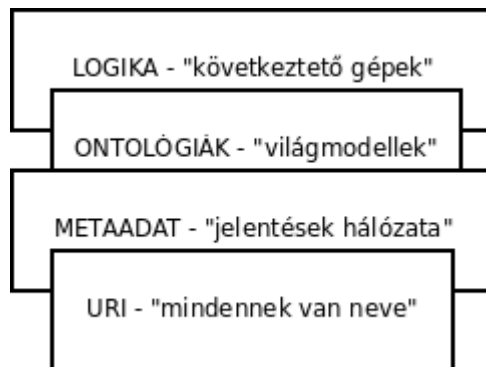 LOGIKA - "következtető gépek"
ONTOLÓGIÁK - "világmodellek"
METAADAT - "jelentések hálózata"
URI - "mindennek van neve"